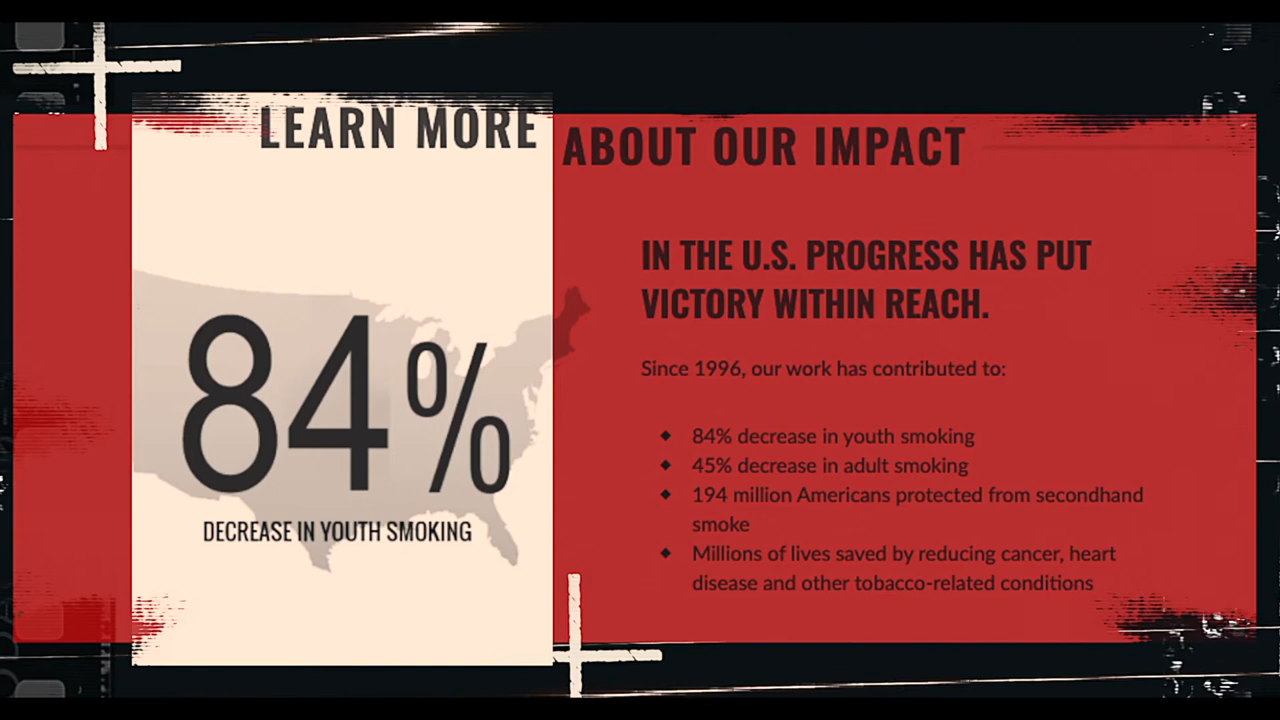 LEARN MORE ABOUT OUR IMPACT
84%
DECREASE IN YOUTH SMOKING
IN THE U.S. PROGRESS HAS PUT
VICTORY WITHIN REACH.
Since 1996, our work has contributed to:
◆ 84% decrease in youth smoking
◆ 45% decrease in adult smoking
◆ 194 million Americans protected from secondhand
smoke
◆ Millions of lives saved by reducing cancer, heart
disease and other tobacco-related conditions